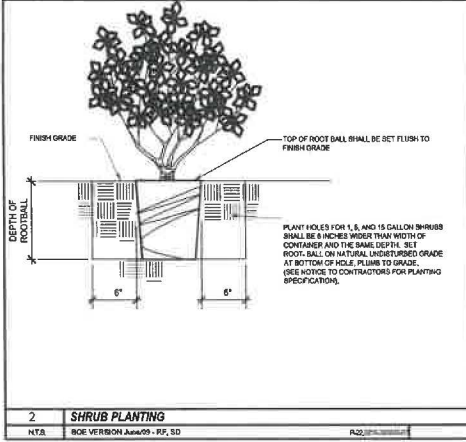 FINISH GRADE
TOP OF ROOT BALL SHALL BE SET FLUSH TO
FINISH GRADE
DEPTH OF
ROOTBALL
PLANT HOLES FOR 1, 5, AND 15 GALLON SHRUBS
SHALL BE 6 INCHES WIDER THAN WIDTH OF
CONTAINER AND THE SAME DEPTH. SET
ROOT- BALL ON NATURAL UNDISTURBED GRADE
AT BOTTOM OF HOLE, PLUMB TO GRADE.
(SEE NOTICE TO CONTRACTORS FOR PLANTING
SPECIFICATION).
6" 6"
2 SHRUB PLANTING
N.T.S. BOE VERSION June/09 - RF, SD